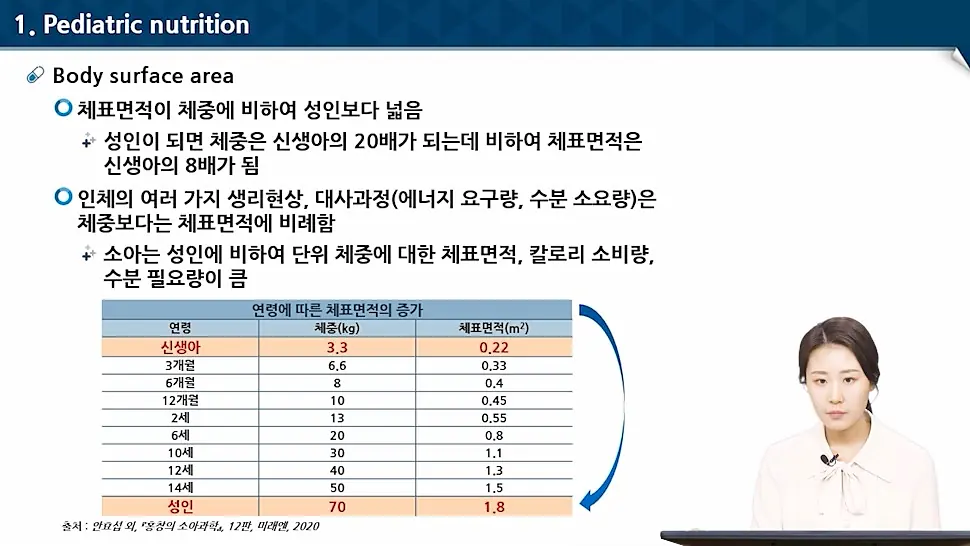 1. Pediatric nutrition
Body surface area
체표면적이 체중에 비하여 성인보다 넓음
성인이 되면 체중은 신생아의 20배가 되는데 비하여 체표면적은
신생아의 8배가 됨
인체의 여러 가지 생리현상, 대사과정(에너지 요구량, 수분 소요량)은
체중보다는 체표면적에 비례함
소아는 성인에 비하여 단위 체중에 대한 체표면적, 칼로리 소비량,
수분 필요량이 큼
연령에 따른 체표면적의 증가
연령 체중(kg) 체표면적(m²)
신생아 3.3 0.22
3개월 6.6 0.33
6개월 8 0.4
12개월 10 0.45
2세 13 0.55
6세 20 0.8
10세 30 1.1
12세 40 1.3
14세 50 1.5
성인 70 1.8
출처 : 안효섭 외, 『홍창의 소아과학』, 12판, 미래엔, 2020